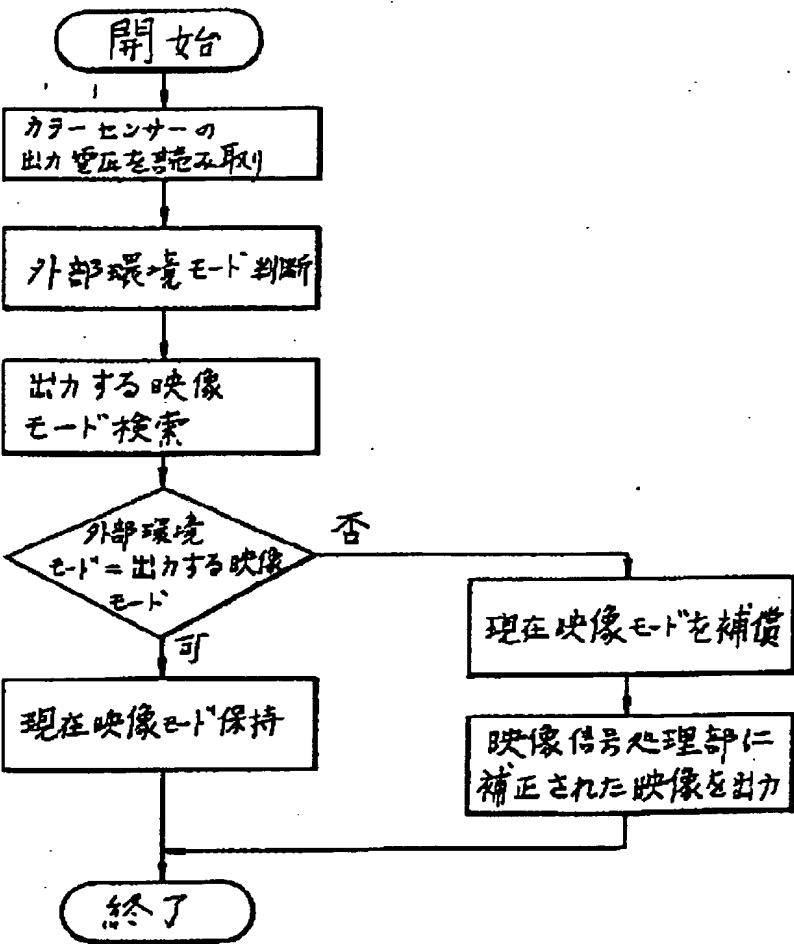 開始
カラーセンサーの
出力電圧を読み取り
外部環境モード判断
出力する映像
モード検索
外部環境
モード=出力する映像
モード
否
可
現在映像モードを補償
現在映像モード保持
映像信号処理部に
補正された映像を出力
終了